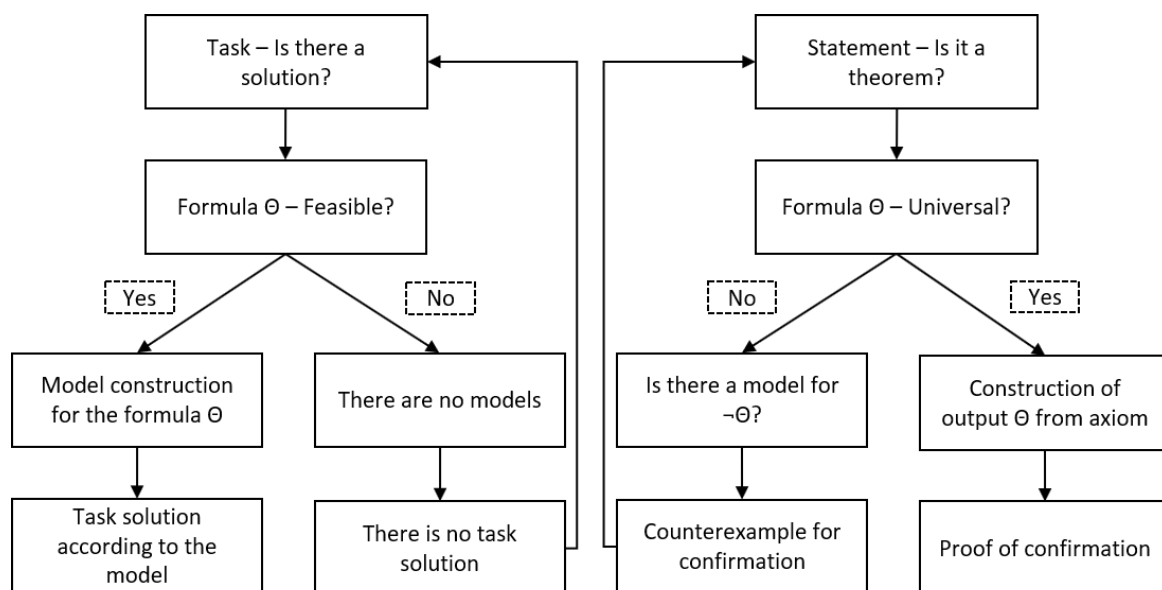 Task – Is there a
solution?
Formula Θ – Feasible?
Yes
No
Model construction
for the formula Θ
There are no models
Task solution
according to the
model
There is no task
solution
Statement – Is it a
theorem?
Formula Θ – Universal?
No
Yes
Is there a model for
¬Θ?
Construction of
output Θ from axiom
Counterexample for
confirmation
Proof of confirmation